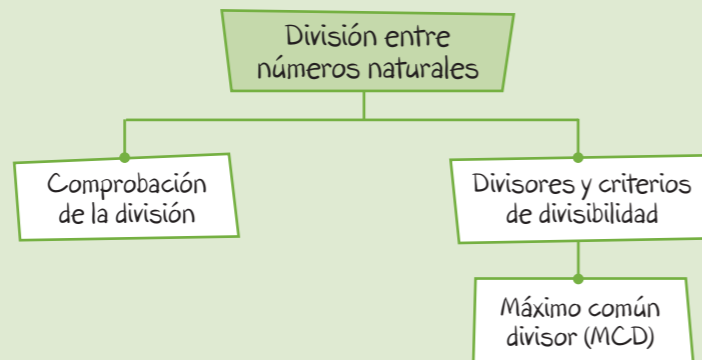 División entre
números naturales
Comprobación
de la división
Divisores y criterios
de divisibilidad
Máximo común
divisor (MCD)